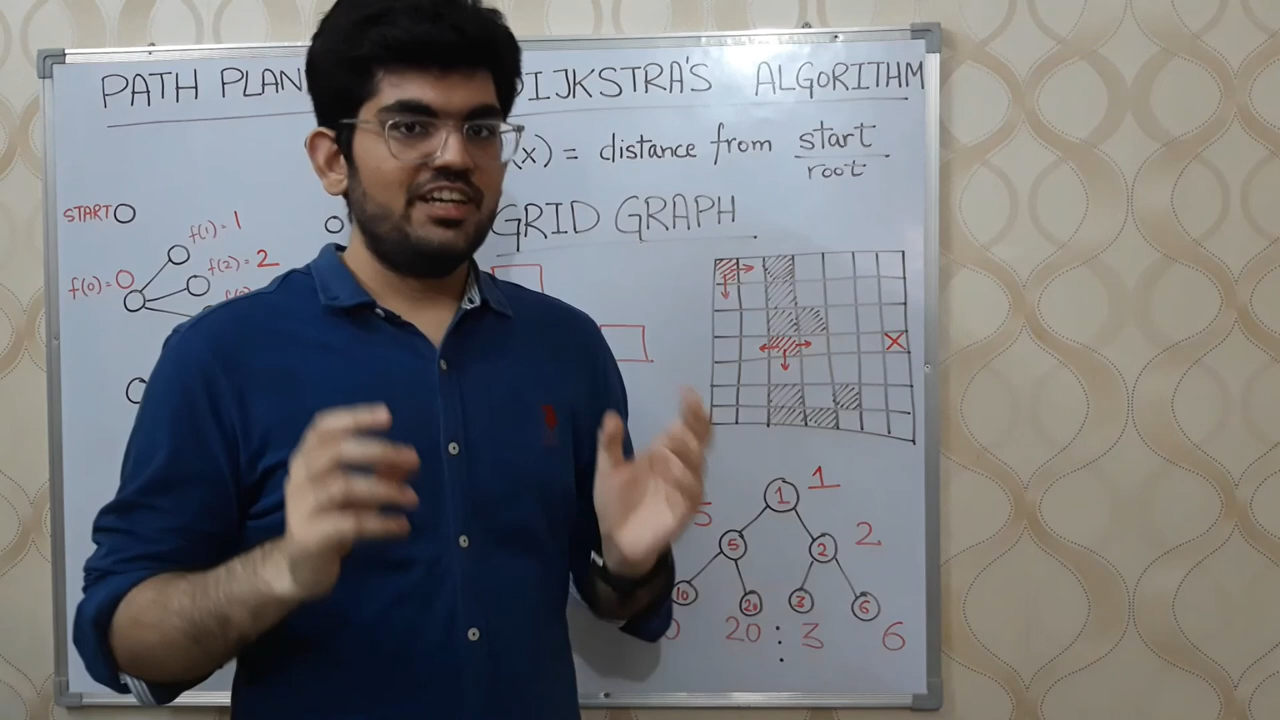 PATH PLAN DIJKSTRA'S ALGORITHM
(x) = distance from start
root
GRID GRAPH
START
f(1) = 1
f(2) = 2
f(0) = 0
X
1 1
5 5 2 2
10 20 3 6
20 : 3 6